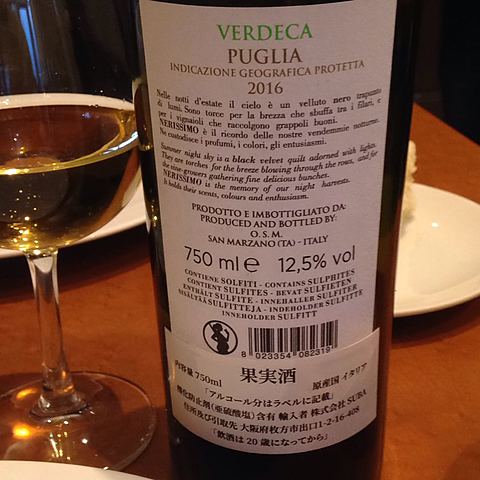 VERDECA
PUGLIA
INDICAZIONE GEOGRAFICA PROTETTA
2016
Nelle notti d'estate il cielo è un velluto nero trapunto
di lumi. Sono torce per la brezza che sbuffa tra i filari, e
per i vignaioli che raccolgono grappoli buoni.
NERISSIMO è il ricordo delle nostre vendemmie notturne.
Ne custodisce i profumi, i colori, gli entusiasmi.
Summer night sky is a black velvet quilt adorned with lights.
They are torches for the breeze blowing through the rows, and for
the vine-growers gathering fine delicious bunches.
NERISSIMO is the memory of our night harvests.
It holds their scents, colours and enthusiasm.
PRODOTTO E IMBOTTIGLIATO DA:
PRODUCED AND BOTTLED BY:
O. S. M.
SAN MARZANO (TA) - ITALY
750 ml e 12,5% vol
CONTIENE SOLFITI - CONTAINS SULPHITES
CONTIENT SULFITES - BEVAT SULFIETEN
ENTHÄLT SULFITE - INNEHÅLLER SULFITER
SISÄLTÄÄ SULFIITTEJA - INDEHOLDER SULFITTER
INNEHOLDER SULFITT
8 023354 082319
内容量 750ml 果実酒 原産国 イタリア
「アルコール分はラベルに記載」
酸化防止剤(亜硫酸塩)含有 輸入者 株式会社 SUBA
住所及び引取先 大阪府枚方市出口1-2-16-408
「飲酒は20歳になってから」